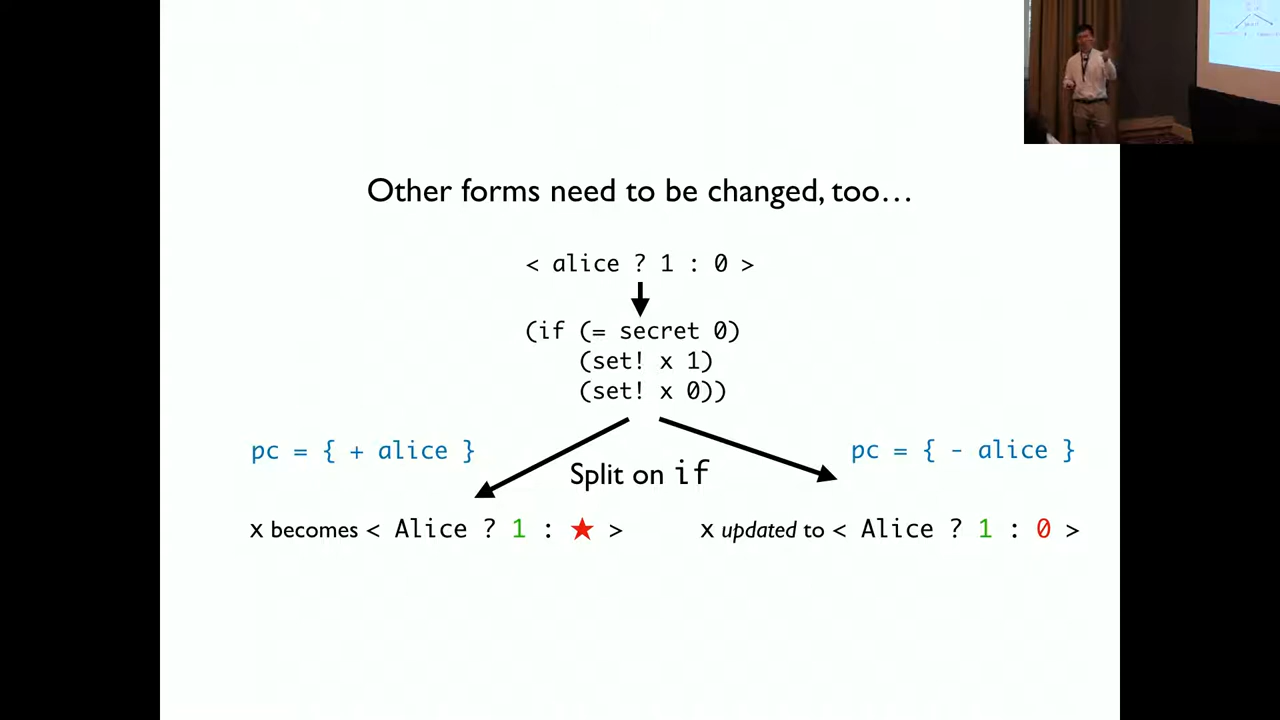 Other forms need to be changed, too…
< alice ? 1 : 0 >
(if (= secret 0)
(set! x 1)
(set! x 0))
pc = { + alice }
pc = { - alice }
Split on if
x becomes < Alice ? 1 : ★ >
x updated to < Alice ? 1 : 0 >